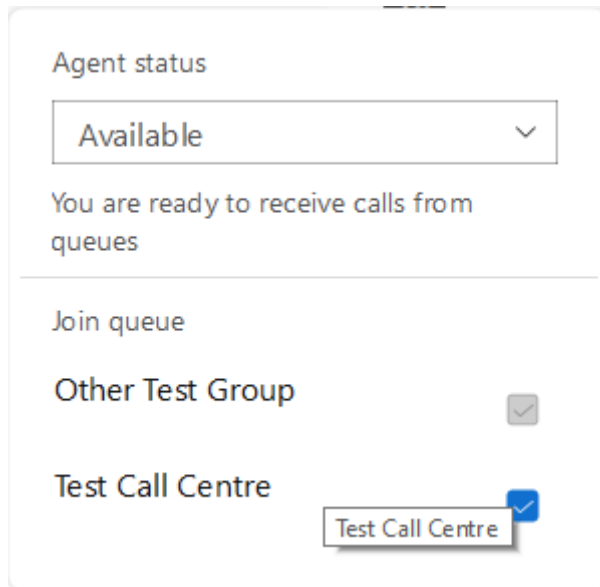 Agent status
Available
You are ready to receive calls from
queues
Join queue
Other Test Group
Test Call Centre
Test Call Centre